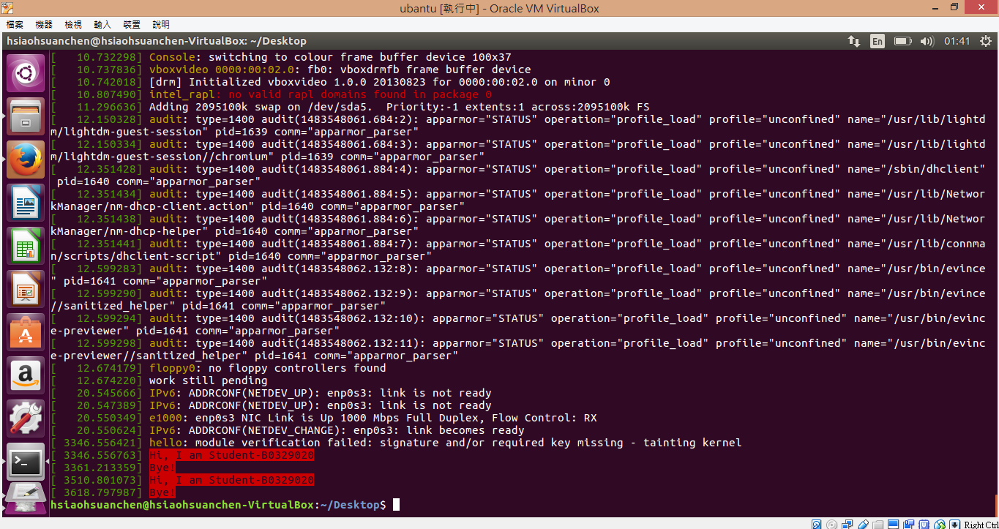 ubantu [執行中] - Oracle VM VirtualBox
檔案 機器 檢視 輸入 裝置 說明
hsiaohsuanchen@hsiaohsuanchen-VirtualBox: ~/Desktop En 01:41
[   10.732298] Console: switching to colour frame buffer device 100x37
[   10.737836] vboxvideo 0000:00:02.0: fb0: vboxdrmfb frame buffer device
[   10.742018] [drm] Initialized vboxvideo 1.0.0 20130823 for 0000:00:02.0 on minor 0
[   10.807490] intel_rapl: no valid rapl domains found in package 0
[   11.296636] Adding 2095100k swap on /dev/sda5.  Priority:-1 extents:1 across:2095100k FS
[   12.150328] audit: type=1400 audit(1483548061.684:2): apparmor="STATUS" operation="profile_load" profile="unconfined" name="/usr/lib/lightd
m/lightdm-guest-session" pid=1639 comm="apparmor_parser"
[   12.150334] audit: type=1400 audit(1483548061.684:3): apparmor="STATUS" operation="profile_load" profile="unconfined" name="/usr/lib/lightd
m/lightdm-guest-session//chromium" pid=1639 comm="apparmor_parser"
[   12.351428] audit: type=1400 audit(1483548061.884:4): apparmor="STATUS" operation="profile_load" profile="unconfined" name="/sbin/dhclient"
 pid=1640 comm="apparmor_parser"
[   12.351434] audit: type=1400 audit(1483548061.884:5): apparmor="STATUS" operation="profile_load" profile="unconfined" name="/usr/lib/Networ
kManager/nm-dhcp-client.action" pid=1640 comm="apparmor_parser"
[   12.351438] audit: type=1400 audit(1483548061.884:6): apparmor="STATUS" operation="profile_load" profile="unconfined" name="/usr/lib/Networ
kManager/nm-dhcp-helper" pid=1640 comm="apparmor_parser"
[   12.351441] audit: type=1400 audit(1483548061.884:7): apparmor="STATUS" operation="profile_load" profile="unconfined" name="/usr/lib/connma
n/scripts/dhclient-script" pid=1640 comm="apparmor_parser"
[   12.599283] audit: type=1400 audit(1483548062.132:8): apparmor="STATUS" operation="profile_load" profile="unconfined" name="/usr/bin/evince
" pid=1641 comm="apparmor_parser"
[   12.599290] audit: type=1400 audit(1483548062.132:9): apparmor="STATUS" operation="profile_load" profile="unconfined" name="/usr/bin/evince
//sanitized_helper" pid=1641 comm="apparmor_parser"
[   12.599294] audit: type=1400 audit(1483548062.132:10): apparmor="STATUS" operation="profile_load" profile="unconfined" name="/usr/bin/evinc
e-previewer" pid=1641 comm="apparmor_parser"
[   12.599298] audit: type=1400 audit(1483548062.132:11): apparmor="STATUS" operation="profile_load" profile="unconfined" name="/usr/bin/evinc
e-previewer//sanitized_helper" pid=1641 comm="apparmor_parser"
[   12.674179] floppy0: no floppy controllers found
[   12.674220] work still pending
[   20.545666] IPv6: ADDRCONF(NETDEV_UP): enp0s3: link is not ready
[   20.547389] IPv6: ADDRCONF(NETDEV_UP): enp0s3: link is not ready
[   20.550349] e1000: enp0s3 NIC Link is Up 1000 Mbps Full Duplex, Flow Control: RX
[   20.550624] IPv6: ADDRCONF(NETDEV_CHANGE): enp0s3: link becomes ready
[ 3346.556421] hello: module verification failed: signature and/or required key missing - tainting kernel
[ 3346.556763] Hi, I am Student-B0329020
[ 3361.213359] Bye!
[ 3510.801073] Hi, I am Student-B0329020
[ 3618.797987] Bye!
hsiaohsuanchen@hsiaohsuanchen-VirtualBox:~/Desktop$
Right Ctrl